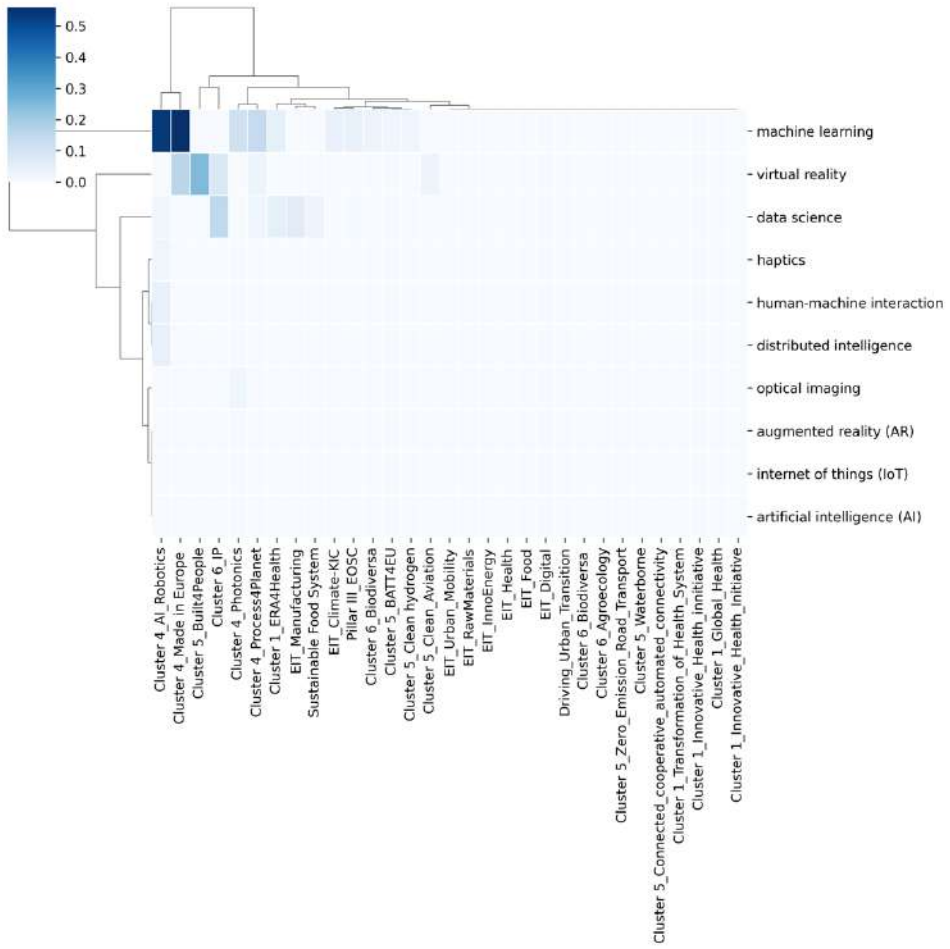 0.5
0.4
0.3
0.2
0.1
0.0
machine learning
virtual reality
data science
haptics
human-machine interaction
distributed intelligence
optical imaging
augmented reality (AR)
internet of things (IoT)
artificial intelligence (AI)
Cluster 4_AI_Robotics
Cluster 4_Made in Europe
Cluster 5_Built4People
Cluster 6_IP
Cluster 4_Photonics
Cluster 4_Process4Planet
Cluster 1_ERA4Health
EIT_Manufacturing
Sustainable Food System
EIT_Climate-KIC
Pillar III_EOSC
Cluster 6_Biodiversa
Cluster 5_BATT4EU
Cluster 5_Clean hydrogen
Cluster 5_Clean_Aviation
EIT_Urban_Mobility
EIT_RawMaterials
EIT_InnoEnergy
EIT_Health
EIT_Food
EIT_Digital
Driving_Urban_Transition
Cluster 6_Biodiversa
Cluster 6_Agroecology
Cluster 5_Zero_Emission_Road_Transport
Cluster 5_Waterborne
Cluster 5_Connected_cooperative_automated_connectivity
Cluster 1_Transformation_of_Health_System
Cluster 1_Innovative_Health_Innitiative
Cluster 1_Global_Health
Cluster 1_Innovative_Health_Initiative